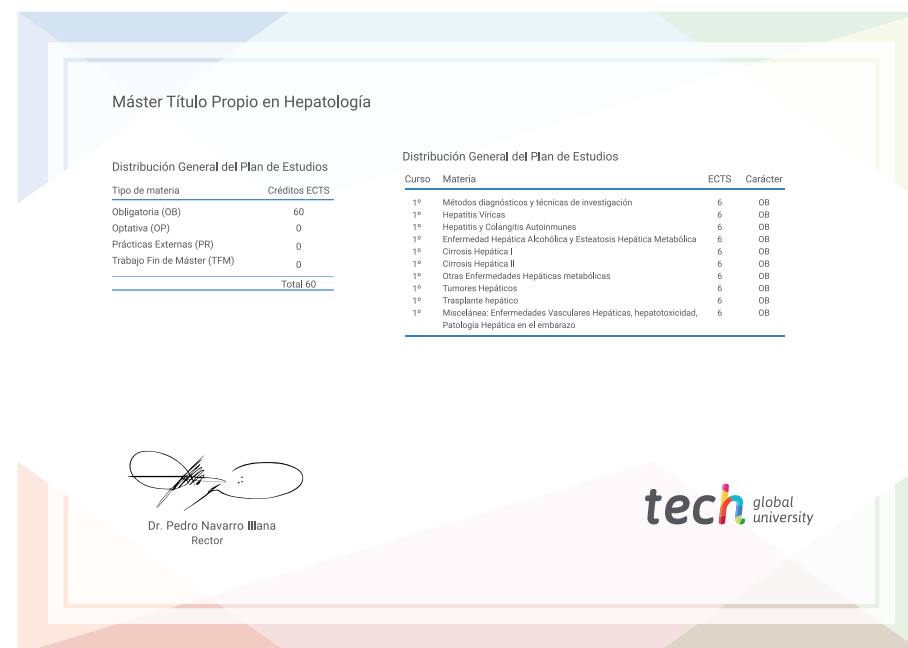 Máster Título Propio en Hepatología
Distribución General del Plan de Estudios
Tipo de materia Créditos ECTS
Obligatoria (OB) 60
Optativa (OP) 0
Prácticas Externas (PR) 0
Trabajo Fin de Máster (TFM) 0
Total 60
Distribución General del Plan de Estudios
Curso Materia ECTS Carácter
1º Métodos diagnósticos y técnicas de investigación 6 OB
1º Hepatitis Víricas 6 OB
1º Hepatitis y Colangitis Autoinmunes 6 OB
1º Enfermedad Hepática Alcohólica y Esteatosis Hepática Metabólica 6 OB
1º Cirrosis Hepática I 6 OB
1º Cirrosis Hepática II 6 OB
1º Otras Enfermedades Hepáticas metabólicas 6 OB
1º Tumores Hepáticos 6 OB
1º Trasplante hepático 6 OB
1º Miscelánea: Enfermedades Vasculares Hepáticas, hepatotoxicidad, 6 OB
Patología Hepática en el embarazo
Dr. Pedro Navarro Illana
Rector
tech global
university